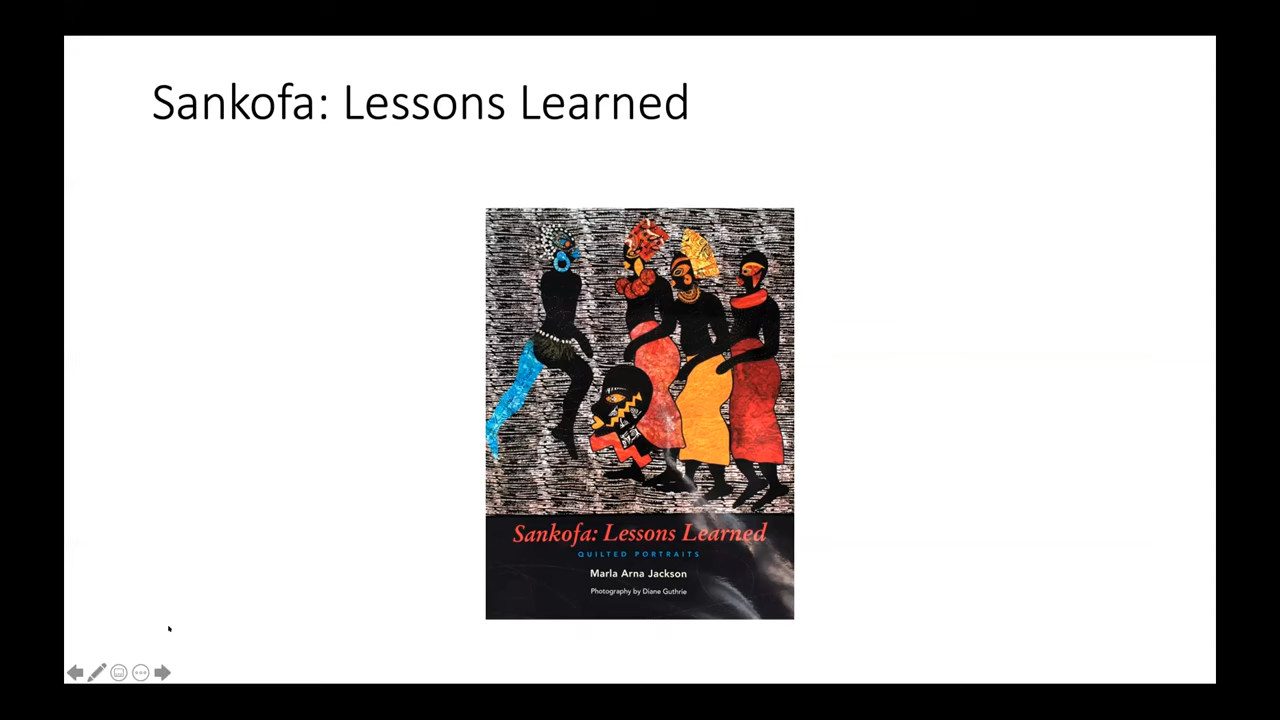 Sankofa: Lessons Learned
Sankofa: Lessons Learned
QUILTED PORTRAITS
Marla Arna Jackson
Photography by Diane Guthrie